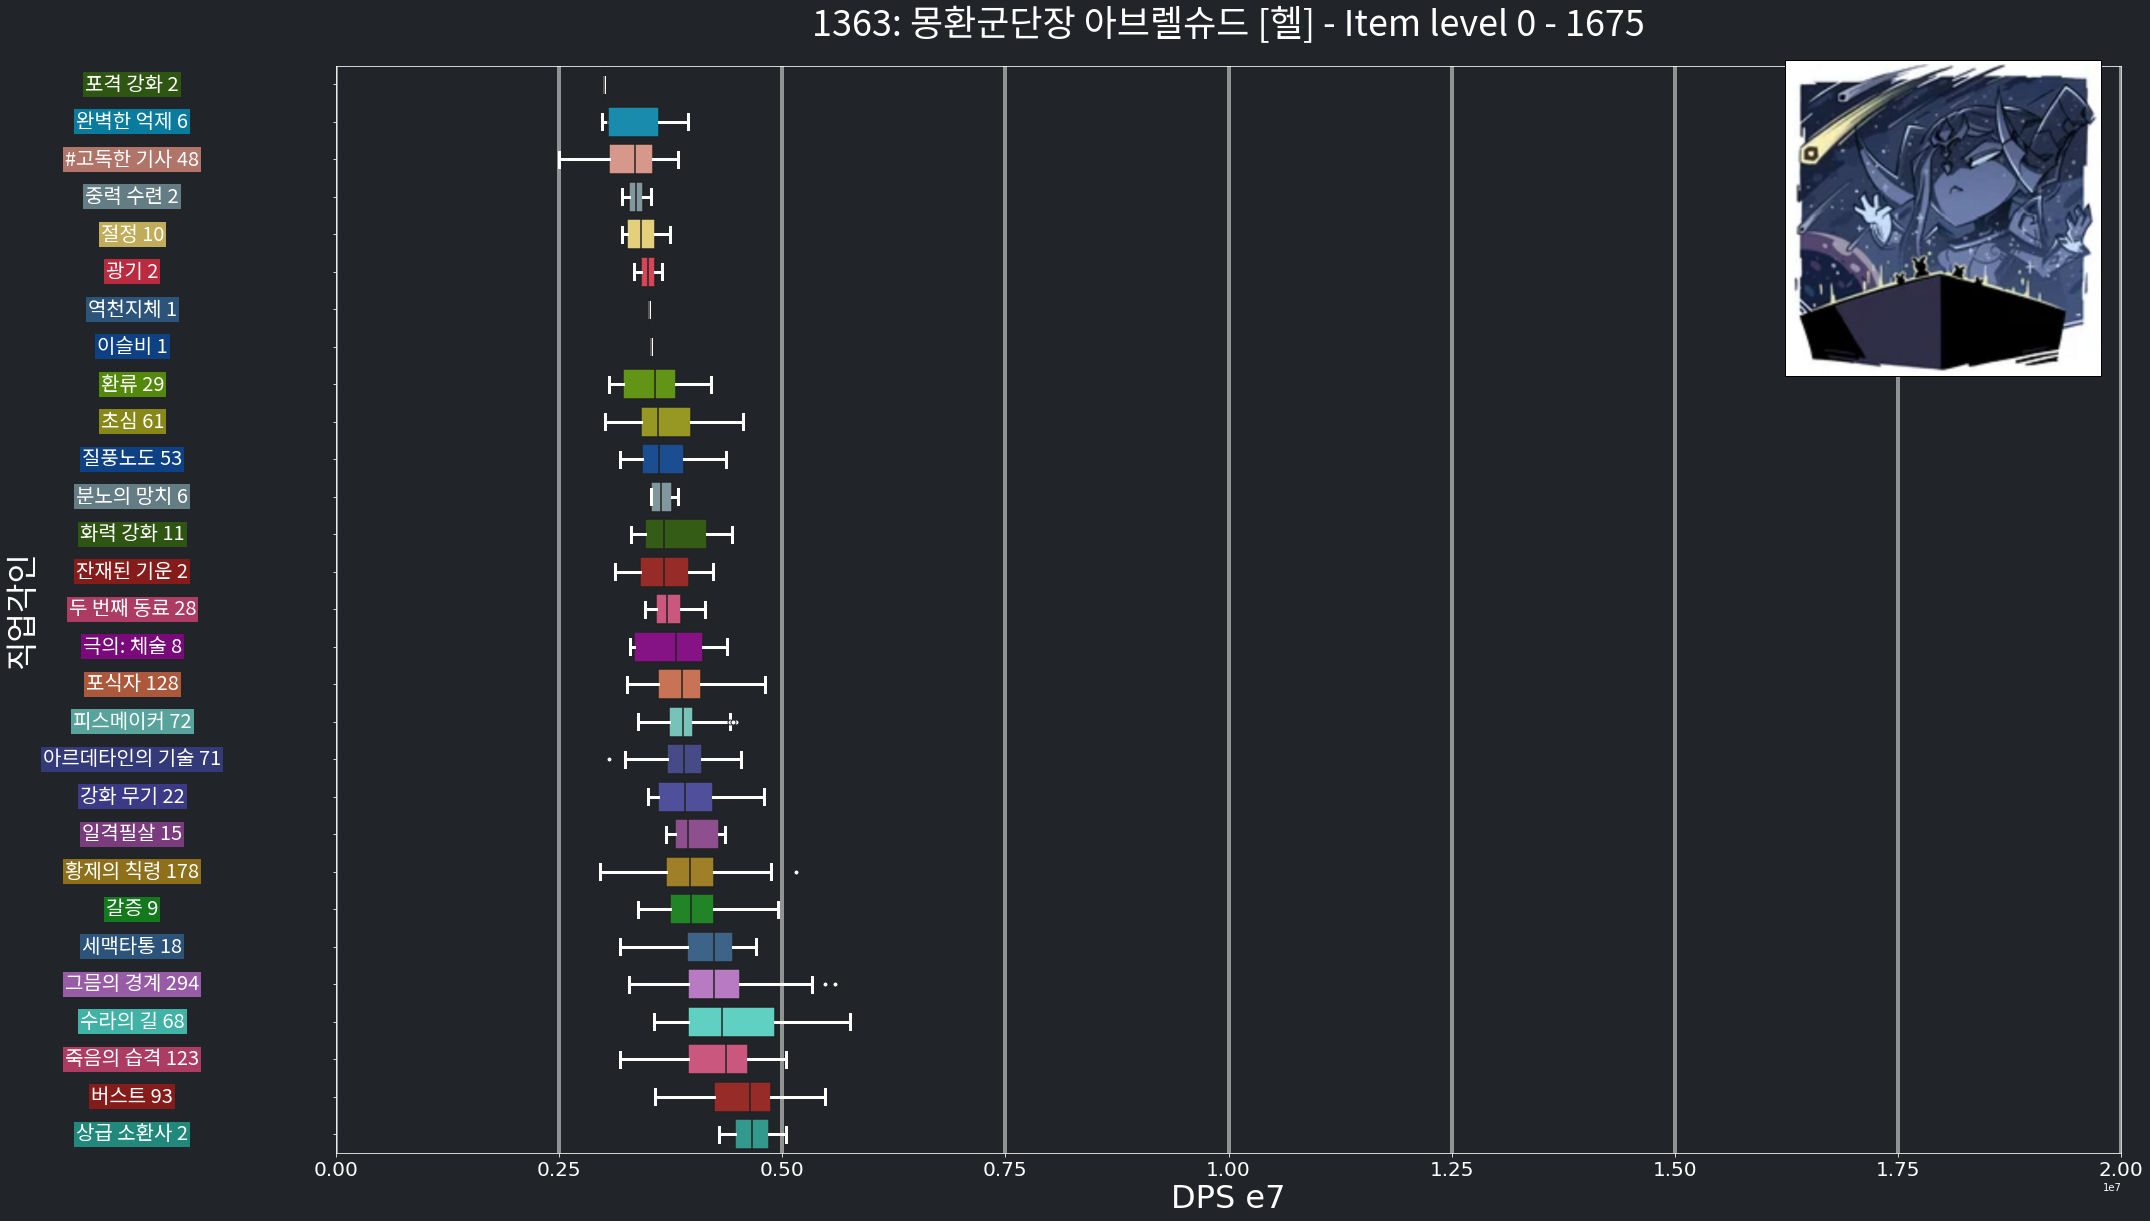 1363: 몽환군단장 아브렐슈드 [헬] - Item level 0 - 1675
직업각인
포격 강화 2
완벽한 억제 6
#고독한 기사 48
중력 수련 2
절정 10
광기 2
역천지체 1
이슬비 1
환류 29
초심 61
질풍노도 53
분노의 망치 6
화력 강화 11
잔재된 기운 2
두 번째 동료 28
극의: 체술 8
포식자 128
피스메이커 72
아르데타인의 기술 71
강화 무기 22
일격필살 15
황제의 칙령 178
갈증 9
세맥타통 18
그믐의 경계 294
수라의 길 68
죽음의 습격 123
버스트 93
상급 소환사 2
0.00 0.25 0.50 0.75 1.00 1.25 1.50 1.75 2.00
1e7
DPS e7